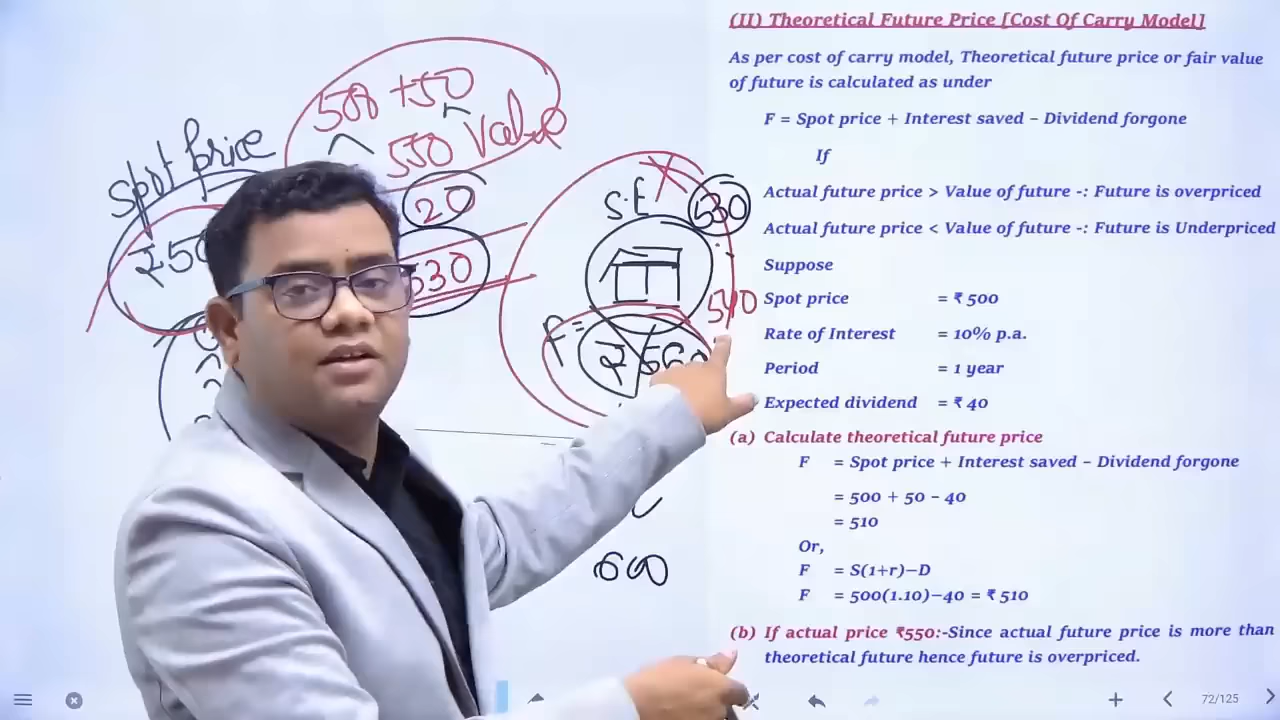 (II) Theoretical Future Price [Cost Of Carry Model]
As per cost of carry model, Theoretical future price or fair value
of future is calculated as under
F = Spot price + Interest saved – Dividend forgone
If
Actual future price > Value of future -: Future is overpriced
Actual future price < Value of future -: Future is Underpriced
Suppose
Spot price = ₹ 500
Rate of Interest = 10% p.a.
Period = 1 year
Expected dividend = ₹ 40
(a) Calculate theoretical future price
F = Spot price + Interest saved – Dividend forgone
= 500 + 50 – 40
= 510
Or,
F = S(1+r)–D
F = 500(1.10)–40 = ₹ 510
(b) If actual price ₹550:-Since actual future price is more than
theoretical future hence future is overpriced.
72/125
+50
550 Value
Spot price
20
530
S.E
530
F=
600